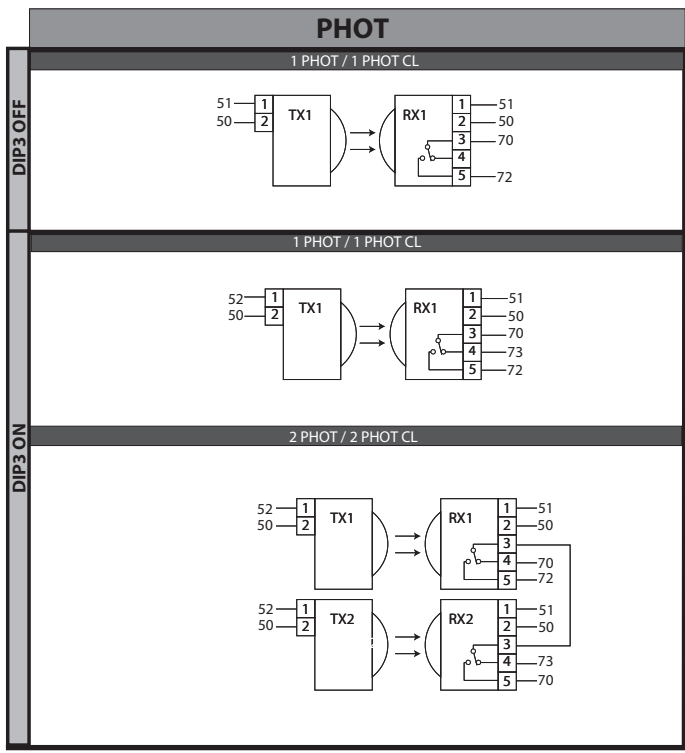 PHOT
DIP3 OFF
1 PHOT / 1 PHOT CL
51 1 TX1 RX1 1 51
50 2 2 50
3 70
4
5 72
DIP3 ON
1 PHOT / 1 PHOT CL
52 1 TX1 RX1 1 51
50 2 2 50
3 70
4 73
5 72
2 PHOT / 2 PHOT CL
52 1 TX1 RX1 1 51
50 2 2 50
3
4 70
5 72
52 1 TX2 RX2 1 51
50 2 2 50
3
4 73
5 70